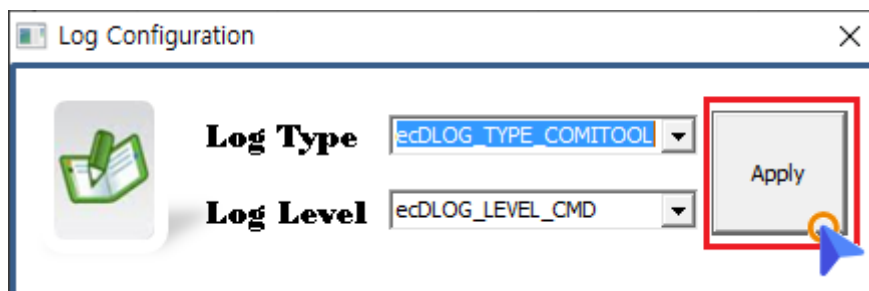 Log Configuration
Log Type ecDLOG_TYPE_COMITOOL
Apply
Log Level ecDLOG_LEVEL_CMD